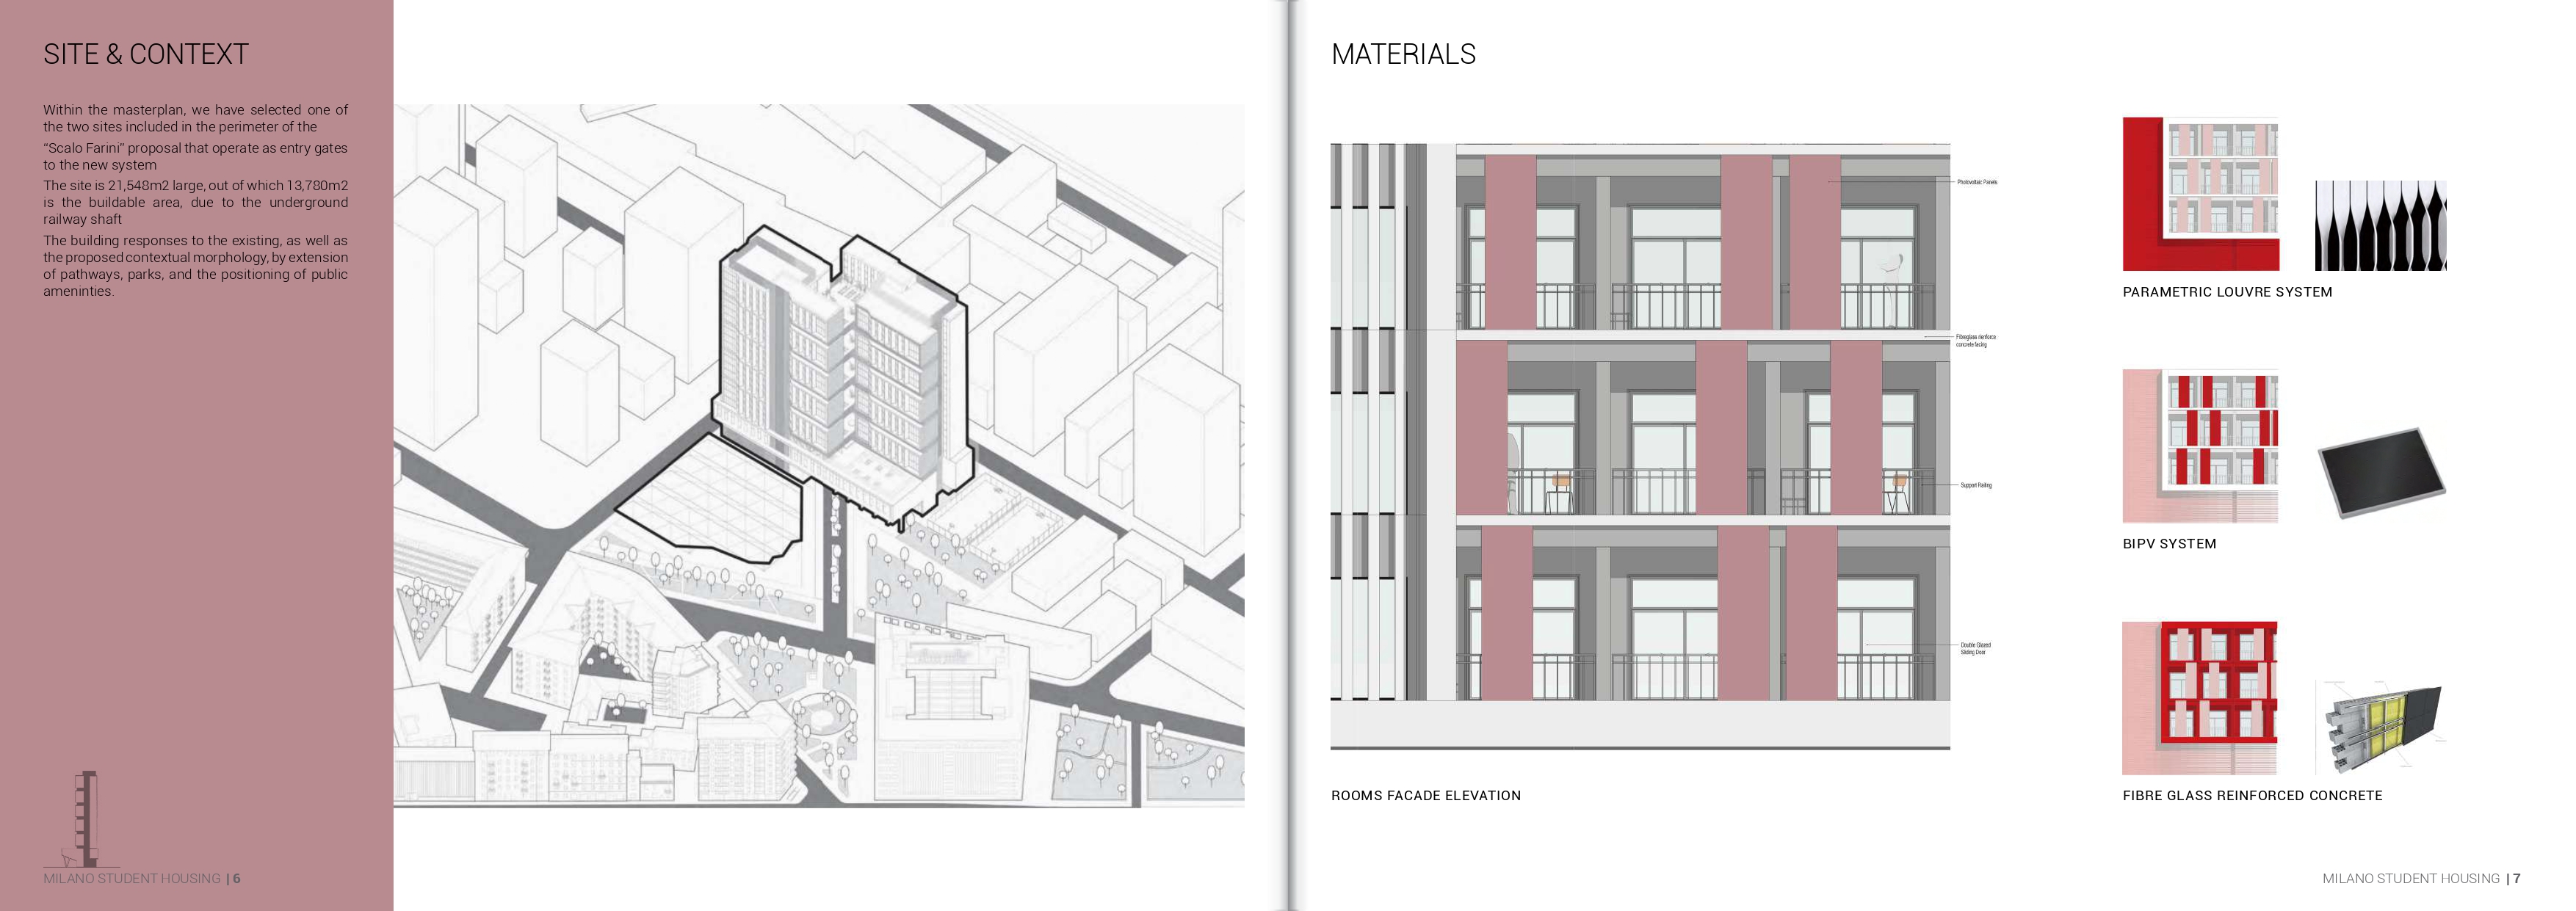 SITE & CONTEXT
Within the masterplan, we have selected one of
the two sites included in the perimeter of the
“Scalo Farini” proposal that operate as entry gates
to the new system
The site is 21,548m2 large, out of which 13,780m2
is the buildable area, due to the underground
railway shaft
The building responses to the existing, as well as
the proposed contextual morphology, by extension
of pathways, parks, and the positioning of public
ameninties.
MILANO STUDENT HOUSING | 6
MATERIALS
Photovoltaic Panels
Fibreglass reinforce
concrete facing
Support Railing
Double Glazed
Sliding Door
ROOMS FACADE ELEVATION
PARAMETRIC LOUVRE SYSTEM
BIPV SYSTEM
FIBRE GLASS REINFORCED CONCRETE
MILANO STUDENT HOUSING | 7